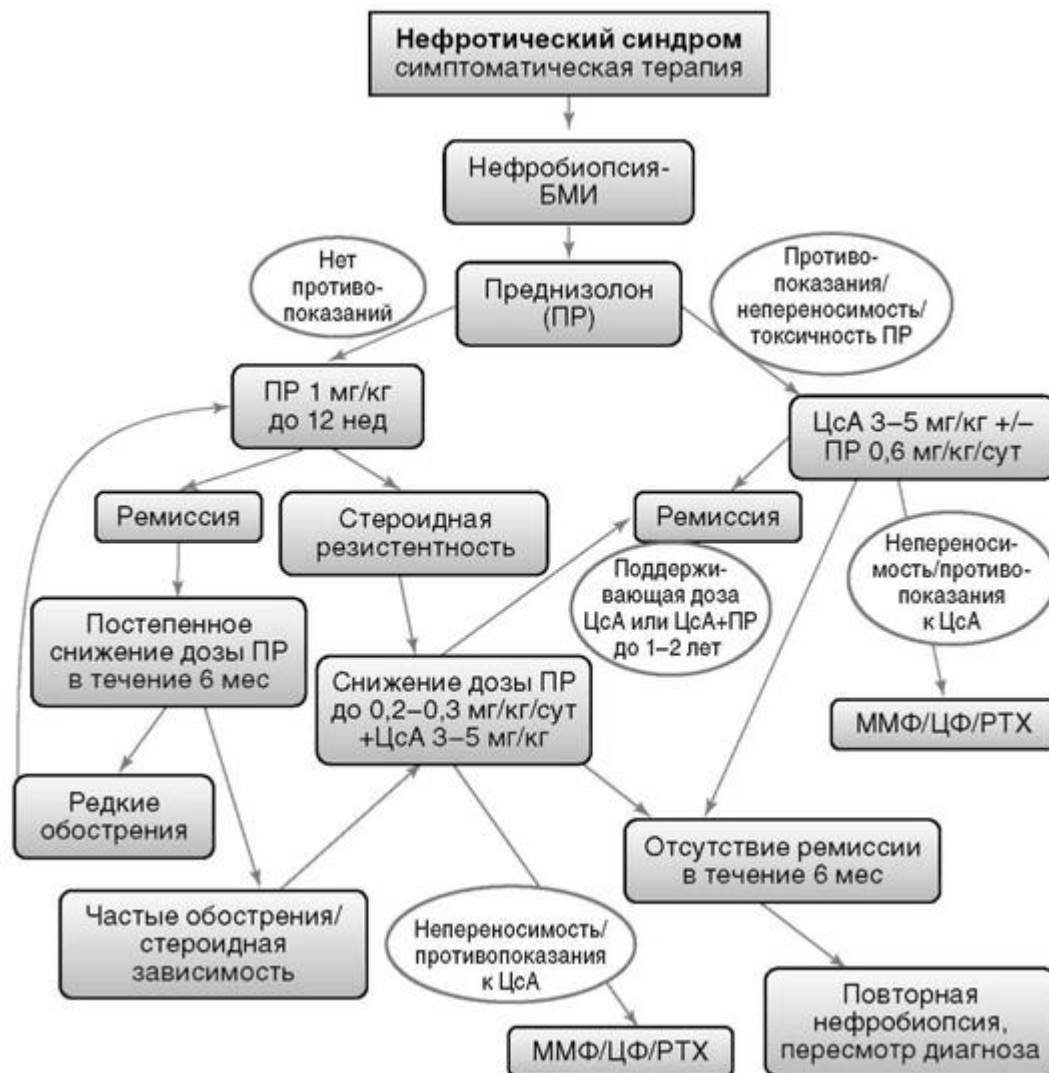 Нефротический синдром
симптоматическая терапия
Нефробиопсия-
БМИ
Нет
противо-
показаний
Преднизолон
(ПР)
Противо-
показания/
непереносимость/
токсичность ПР
ПР 1 мг/кг
до 12 нед
ЦсА 3–5 мг/кг +/–
ПР 0,6 мг/кг/сут
Ремиссия
Стероидная
резистентность
Ремиссия
Непереноси-
мость/противо-
показания
к ЦсА
Поддержи-
вающая доза
ЦсА или ЦсА+ПР
до 1–2 лет
Постепенное
снижение дозы ПР
в течение 6 мес
Снижение дозы ПР
до 0,2–0,3 мг/кг/сут
+ЦсА 3–5 мг/кг
ММФ/ЦФ/РТХ
Редкие
обострения
Отсутствие ремиссии
в течение 6 мес
Частые обострения/
стероидная
зависимость
Непереносимость/
противопоказания
к ЦсА
ММФ/ЦФ/РТХ
Повторная
нефробиопсия,
пересмотр диагноза